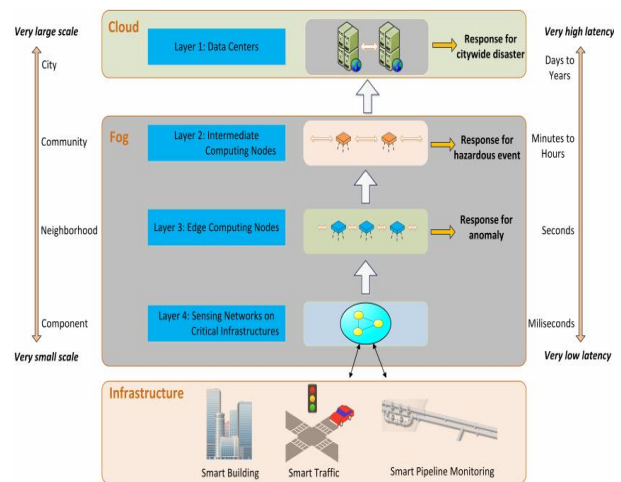 Cloud
Very large scale
Very high latency
Layer 1: Data Centers
Response for
citywide disaster
City
Days to
Years
Fog
Community
Layer 2: Intermediate
Computing Nodes
Response for
hazardous event
Minutes to
Hours
Neighborhood
Layer 3: Edge Computing Nodes
Response for
anomaly
Seconds
Component
Layer 4: Sensing Networks on
Critical Infrastructures
Miliseconds
Very small scale
Very low latency
Infrastructure
Smart Building
Smart Traffic
Smart Pipeline Monitoring